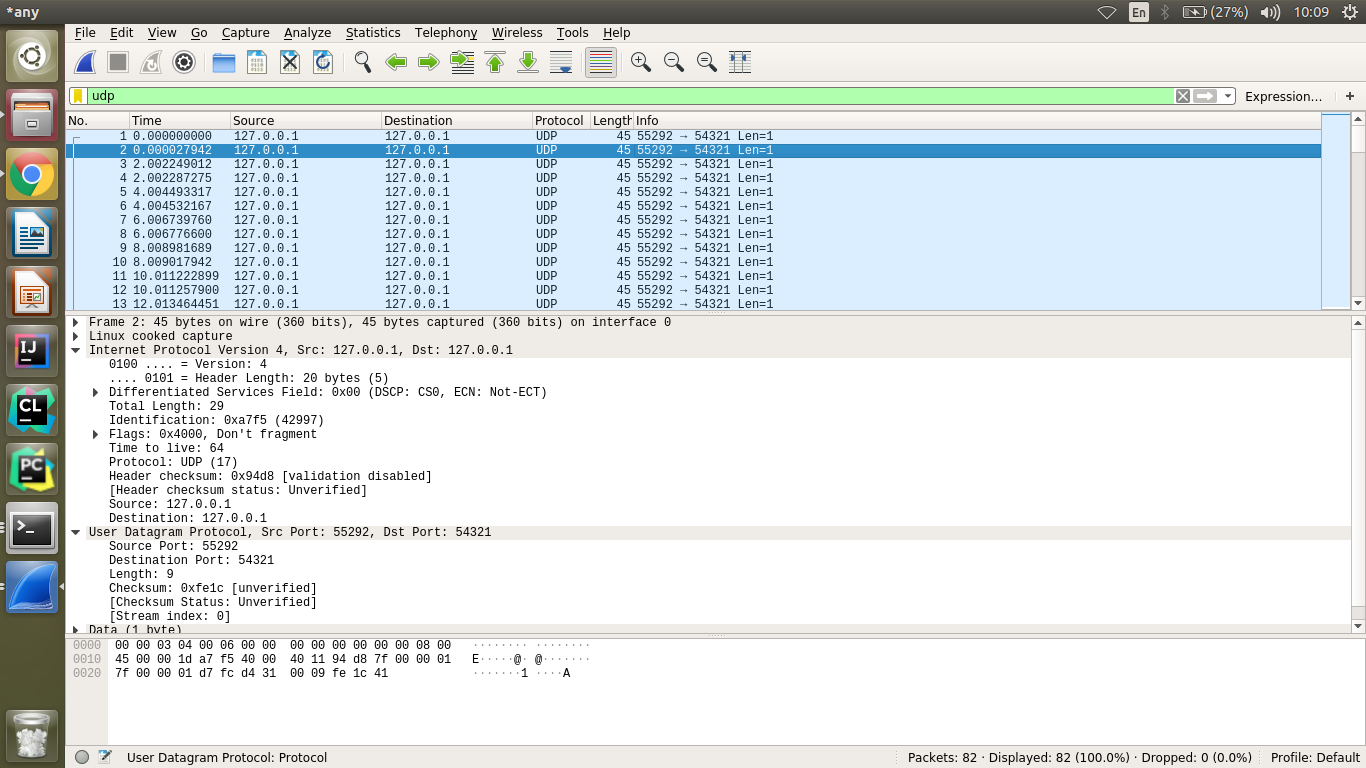 *any
En
(27%)
10:09
File Edit View Go Capture Analyze Statistics Telephony Wireless Tools Help
udp
Expression…
+
No. Time Source Destination Protocol Length Info
1 0.000000000 127.0.0.1 127.0.0.1 UDP 45 55292 → 54321 Len=1
2 0.000027942 127.0.0.1 127.0.0.1 UDP 45 55292 → 54321 Len=1
3 2.002249012 127.0.0.1 127.0.0.1 UDP 45 55292 → 54321 Len=1
4 2.002287275 127.0.0.1 127.0.0.1 UDP 45 55292 → 54321 Len=1
5 4.004493317 127.0.0.1 127.0.0.1 UDP 45 55292 → 54321 Len=1
6 4.004532167 127.0.0.1 127.0.0.1 UDP 45 55292 → 54321 Len=1
7 6.006739760 127.0.0.1 127.0.0.1 UDP 45 55292 → 54321 Len=1
8 6.006776600 127.0.0.1 127.0.0.1 UDP 45 55292 → 54321 Len=1
9 8.008981689 127.0.0.1 127.0.0.1 UDP 45 55292 → 54321 Len=1
10 8.009017942 127.0.0.1 127.0.0.1 UDP 45 55292 → 54321 Len=1
11 10.011222899 127.0.0.1 127.0.0.1 UDP 45 55292 → 54321 Len=1
12 10.011257900 127.0.0.1 127.0.0.1 UDP 45 55292 → 54321 Len=1
13 12.013464451 127.0.0.1 127.0.0.1 UDP 45 55292 → 54321 Len=1
Frame 2: 45 bytes on wire (360 bits), 45 bytes captured (360 bits) on interface 0
Linux cooked capture
Internet Protocol Version 4, Src: 127.0.0.1, Dst: 127.0.0.1
0100 .... = Version: 4
.... 0101 = Header Length: 20 bytes (5)
Differentiated Services Field: 0x00 (DSCP: CS0, ECN: Not-ECT)
Total Length: 29
Identification: 0xa7f5 (42997)
Flags: 0x4000, Don't fragment
Time to live: 64
Protocol: UDP (17)
Header checksum: 0x94d8 [validation disabled]
[Header checksum status: Unverified]
Source: 127.0.0.1
Destination: 127.0.0.1
User Datagram Protocol, Src Port: 55292, Dst Port: 54321
Source Port: 55292
Destination Port: 54321
Length: 9
Checksum: 0xfe1c [unverified]
[Checksum Status: Unverified]
[Stream index: 0]
Data (1 byte)
0000 00 00 03 04 00 06 00 00 00 00 00 00 00 00 08 00 ········ ········
0010 45 00 00 1d a7 f5 40 00 40 11 94 d8 7f 00 00 01 E·····@· @·······
0020 7f 00 00 01 d7 fc d4 31 00 09 fe 1c 41 ·······1 ····A
IJ
CL
PC
>_
User Datagram Protocol: Protocol
Packets: 82 · Displayed: 82 (100.0%) · Dropped: 0 (0.0%)
Profile: Default